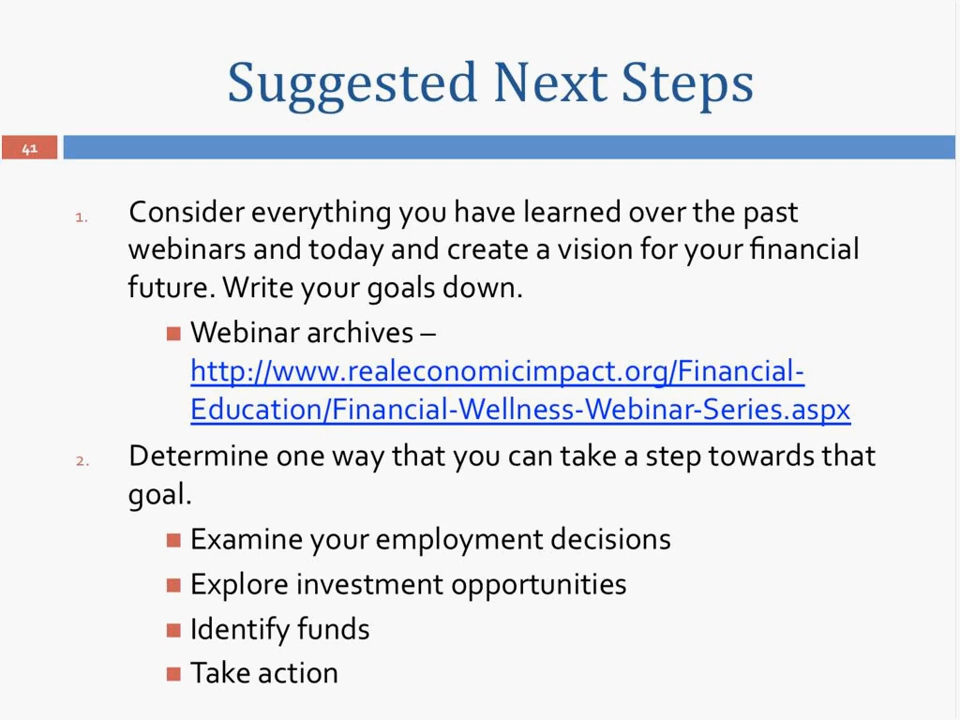 Suggested Next Steps
41
1. Consider everything you have learned over the past
webinars and today and create a vision for your financial
future. Write your goals down.
■ Webinar archives –
http://www.realeconomicimpact.org/Financial-
Education/Financial-Wellness-Webinar-Series.aspx
2. Determine one way that you can take a step towards that
goal.
■ Examine your employment decisions
■ Explore investment opportunities
■ Identify funds
■ Take action